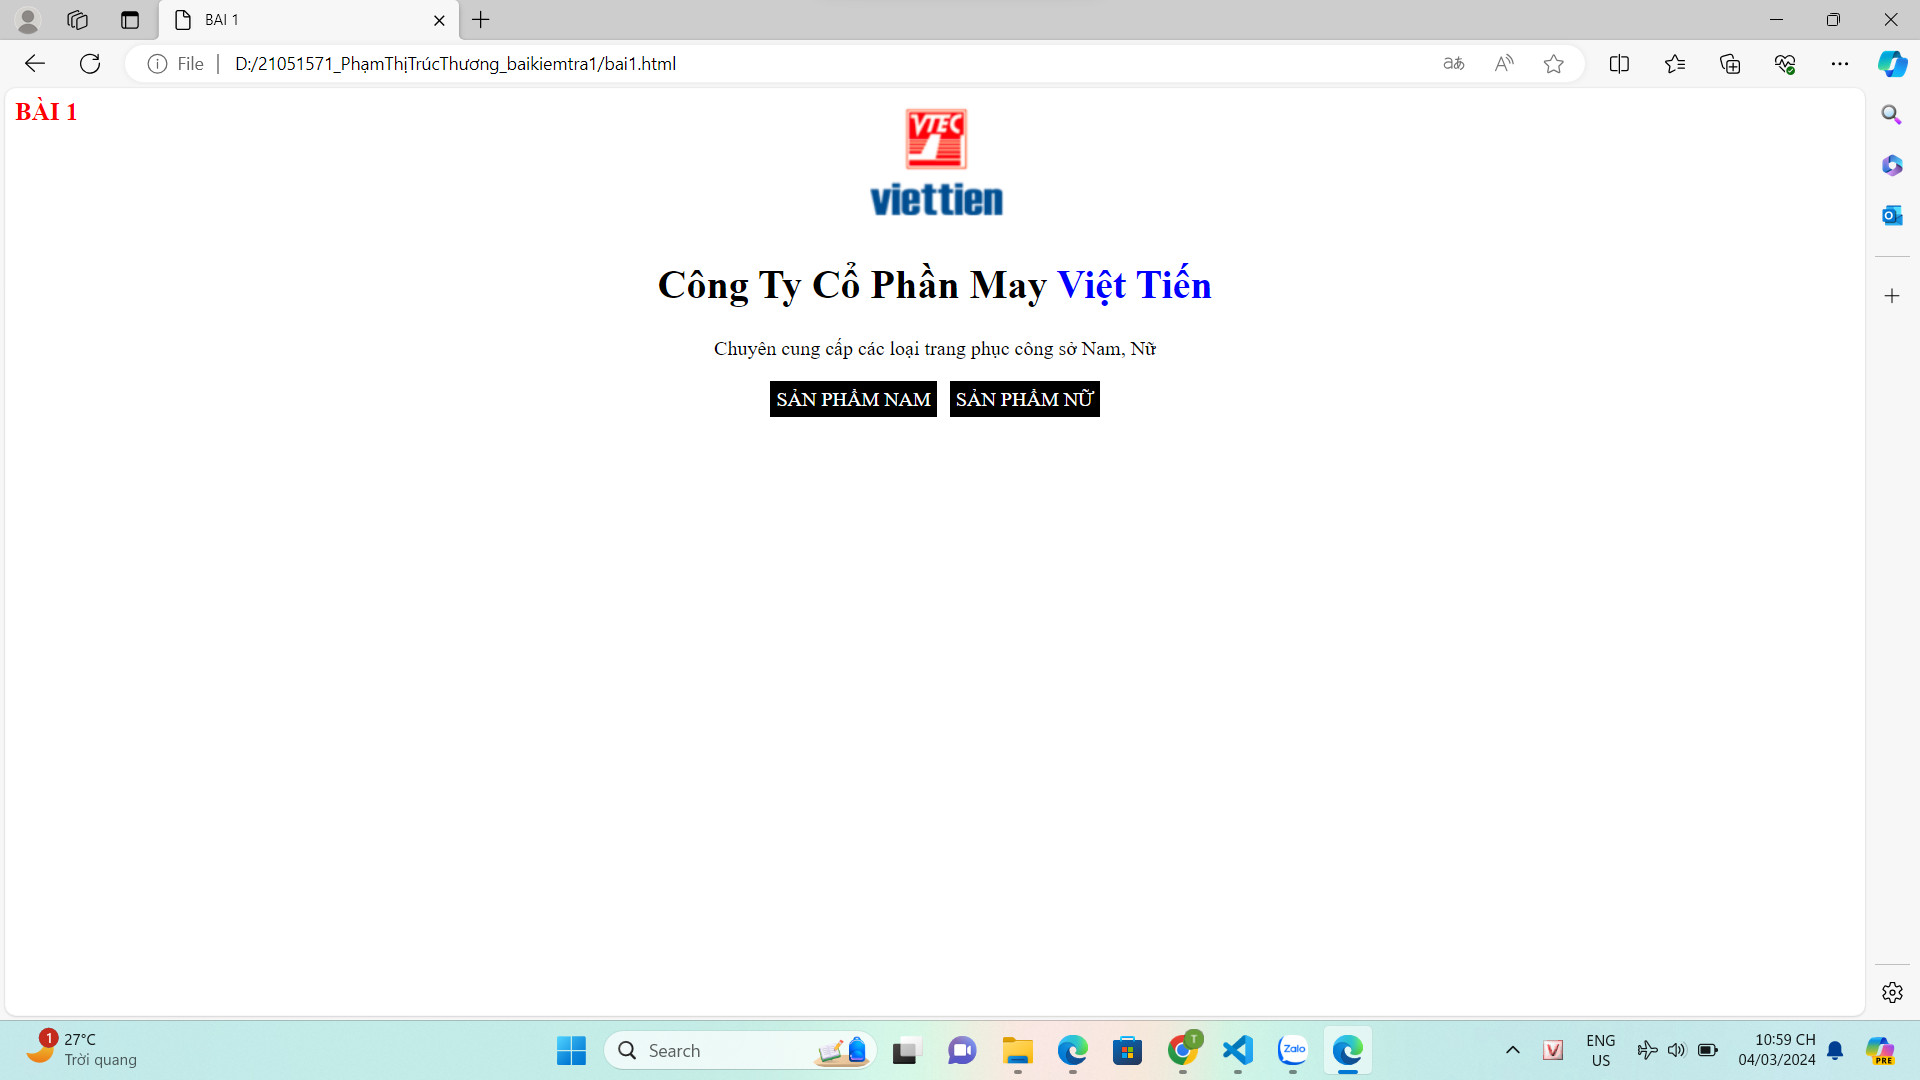 BAI 1
File
D:/21051571_PhạmThịTrúcThương_baikiemtra1/bai1.html
BÀI 1
VTEC
viettien
Công Ty Cổ Phần May Việt Tiến
Chuyên cung cấp các loại trang phục công sở Nam, Nữ
SẢN PHẨM NAM SẢN PHẨM NỮ
1
27°C
Trời quang
Search
T
Zalo
V
ENG
US
10:59 CH
04/03/2024
PRE